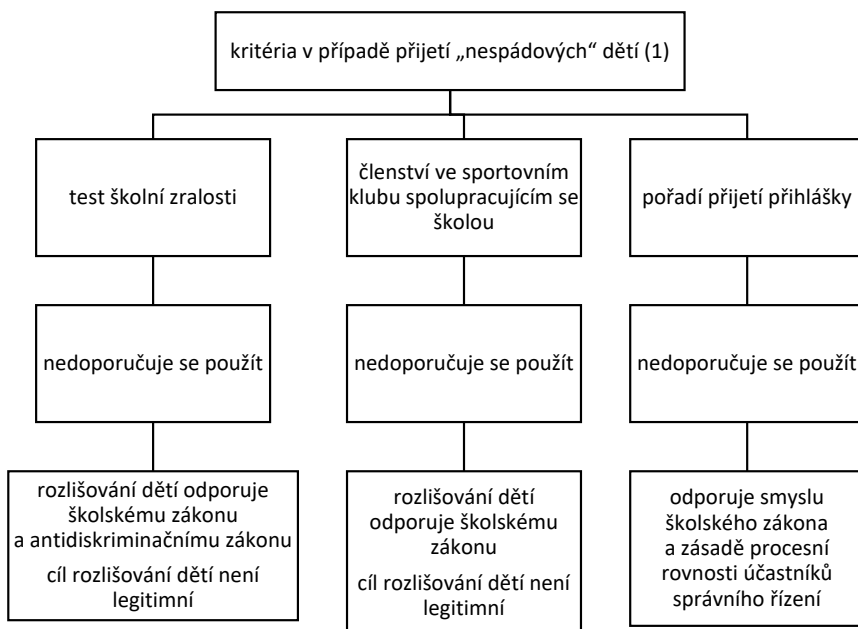 kritéria v případě přijetí „nespádových“ dětí (1)
test školní zralosti
členství ve sportovním
klubu spolupracujícím se
školou
pořadí přijetí přihlášky
nedoporučuje se použít
nedoporučuje se použít
nedoporučuje se použít
rozlišování dětí odporuje
školskému zákonu
a antidiskriminačnímu zákonu
cíl rozlišování dětí není
legitimní
rozlišování dětí
odporuje školskému
zákonu
cíl rozlišování dětí není
legitimní
odporuje smyslu
školského zákona
a zásadě procesní
rovnosti účastníků
správního řízení